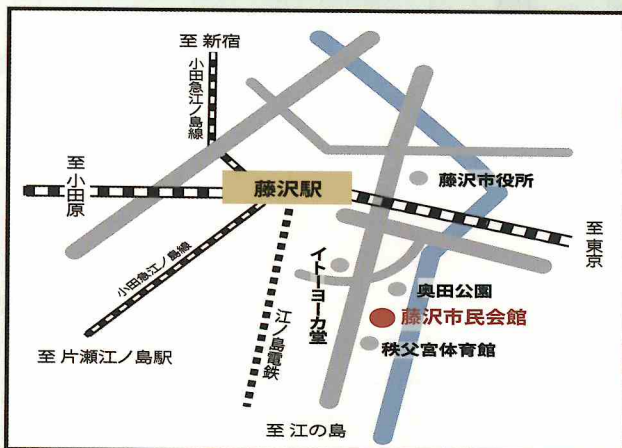 至 新宿
小田急江ノ島線
至小田原
藤沢駅
藤沢市役所
至東京
小田急江ノ島線
イトーヨーカ堂
奥田公園
藤沢市民会館
江ノ島電鉄
秩父宮体育館
至 片瀬江ノ島駅
至 江の島